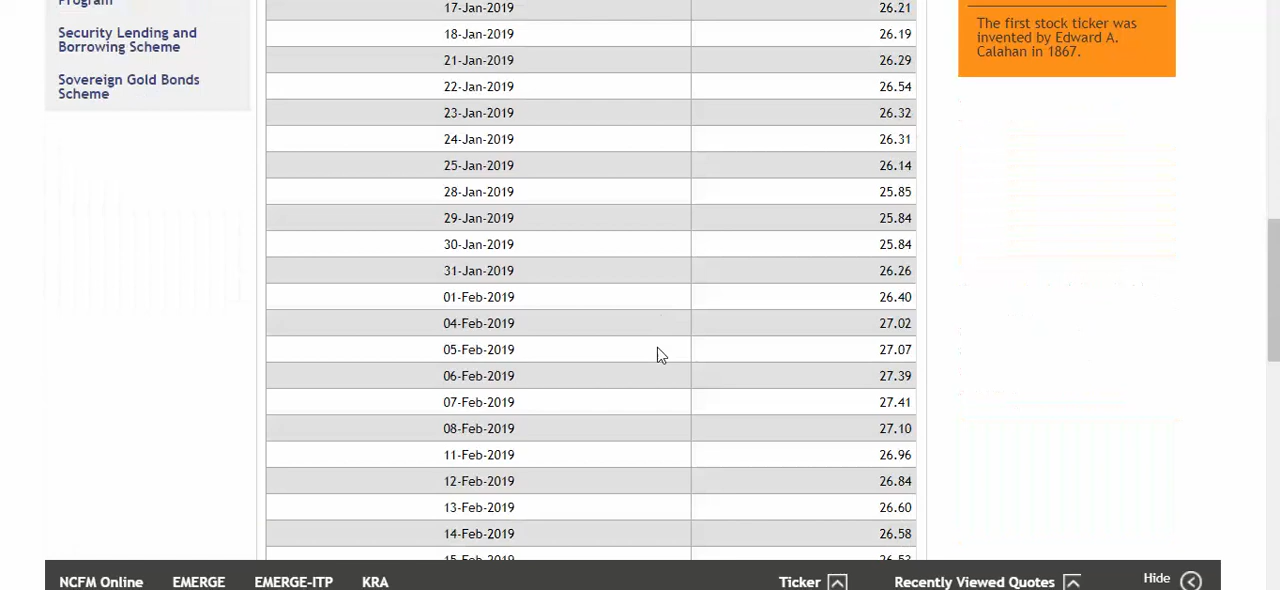 Program
Security Lending and
Borrowing Scheme
Sovereign Gold Bonds
Scheme
17-Jan-2019 26.21
18-Jan-2019 26.19
21-Jan-2019 26.29
22-Jan-2019 26.54
23-Jan-2019 26.32
24-Jan-2019 26.31
25-Jan-2019 26.14
28-Jan-2019 25.85
29-Jan-2019 25.84
30-Jan-2019 25.84
31-Jan-2019 26.26
01-Feb-2019 26.40
04-Feb-2019 27.02
05-Feb-2019 27.07
06-Feb-2019 27.39
07-Feb-2019 27.41
08-Feb-2019 27.10
11-Feb-2019 26.96
12-Feb-2019 26.84
13-Feb-2019 26.60
14-Feb-2019 26.58
15-Feb-2019
The first stock ticker was
invented by Edward A.
Calahan in 1867.
NCFM Online EMERGE EMERGE-ITP KRA Ticker Recently Viewed Quotes Hide